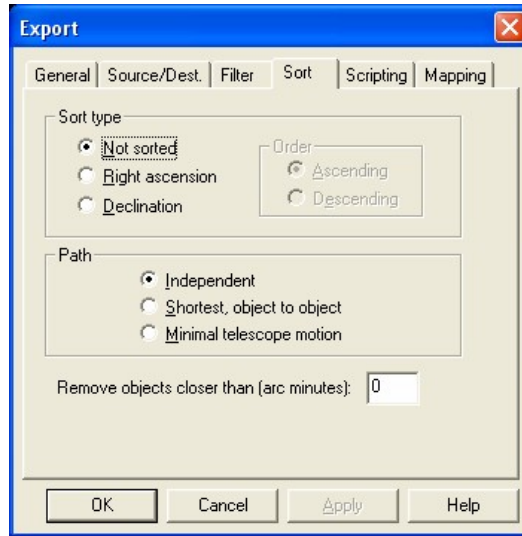 Export
General Source/Dest. Filter Sort Scripting Mapping
Sort type
Not sorted
Right ascension
Declination
Order
Ascending
Descending
Path
Independent
Shortest, object to object
Minimal telescope motion
Remove objects closer than (arc minutes): 0
OK Cancel Apply Help